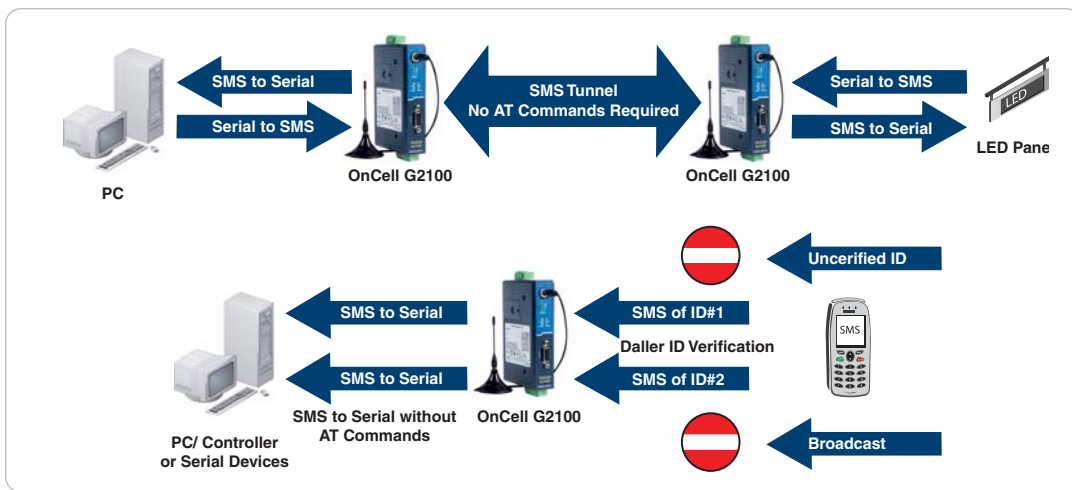 SMS to Serial
Serial to SMS
PC
OnCell G2100
SMS Tunnel
No AT Commands Required
OnCell G2100
Serial to SMS
SMS to Serial
LED
LED Pane
Uncerified ID
SMS to Serial
SMS of ID#1
Daller ID Verification
SMS
SMS to Serial
SMS of ID#2
SMS to Serial without
AT Commands
OnCell G2100
PC/ Controller
or Serial Devices
Broadcast